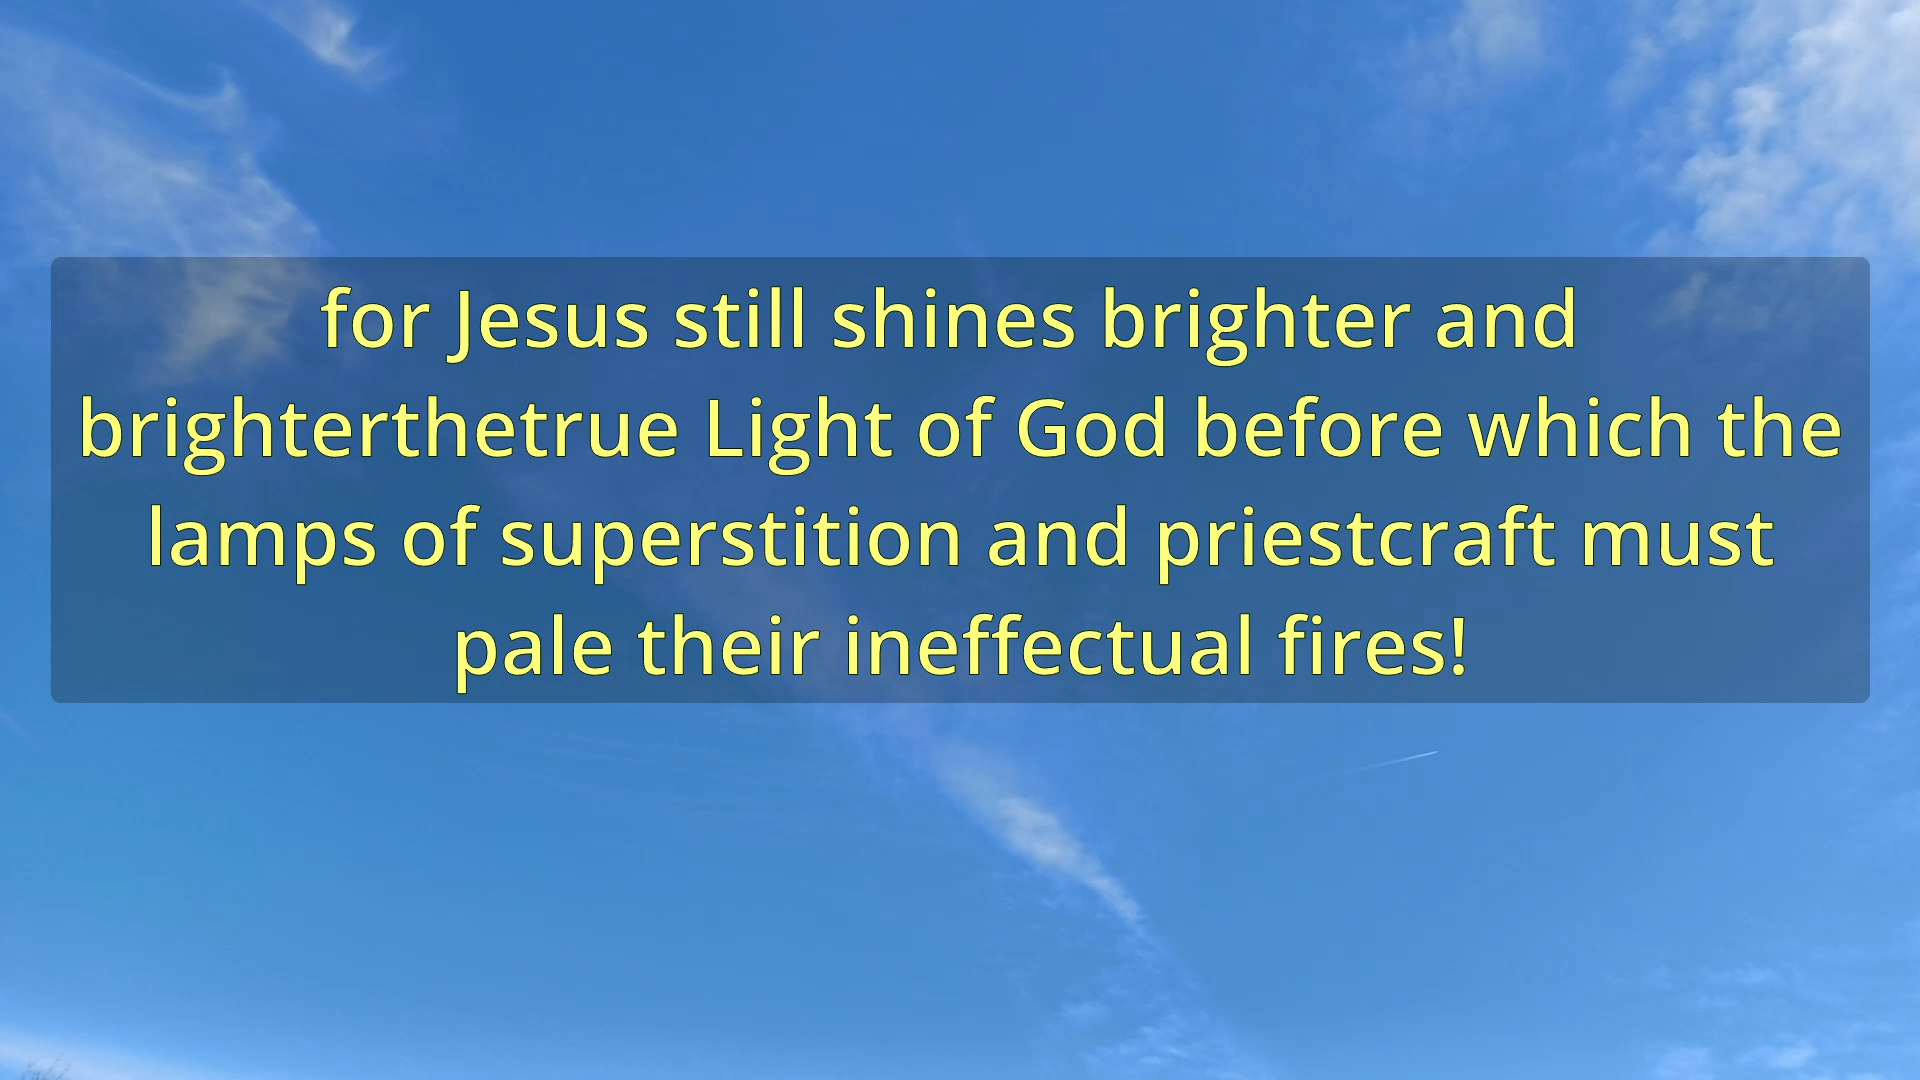 for Jesus still shines brighter and
brighterthetrue Light of God before which the
lamps of superstition and priestcraft must
pale their ineffectual fires!